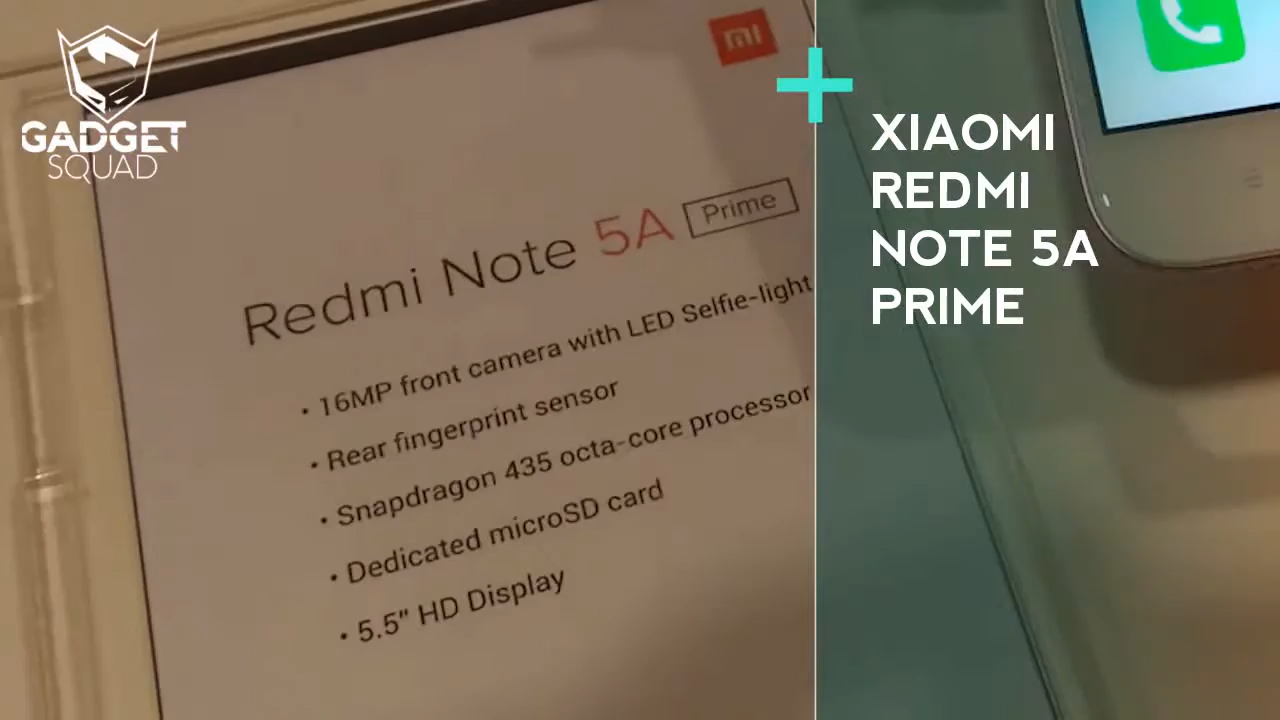 GADGET
SQUAD
mi
Redmi Note 5A Prime
• 16MP front camera with LED Selfie-light
• Rear fingerprint sensor
• Snapdragon 435 octa-core processor
• Dedicated microSD card
• 5.5" HD Display
XIAOMI
REDMI
NOTE 5A
PRIME